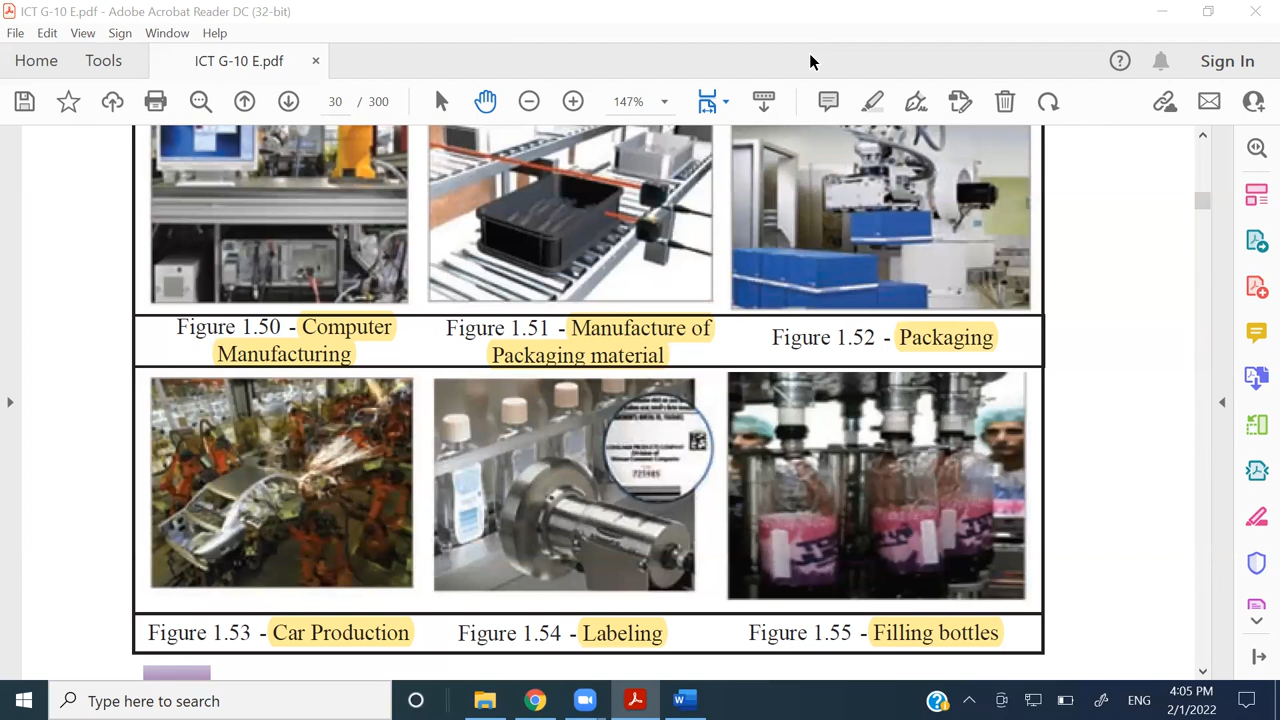 ICT G-10 E.pdf - Adobe Acrobat Reader DC (32-bit)
File Edit View Sign Window Help
Home Tools ICT G-10 E.pdf × Sign In
30 / 300 147%
Figure 1.50 - Computer
Manufacturing
Figure 1.51 - Manufacture of
Packaging material
Figure 1.52 - Packaging
725985
Figure 1.53 - Car Production
Figure 1.54 - Labeling
Figure 1.55 - Filling bottles
Type here to search
ENG
4:05 PM
2/1/2022